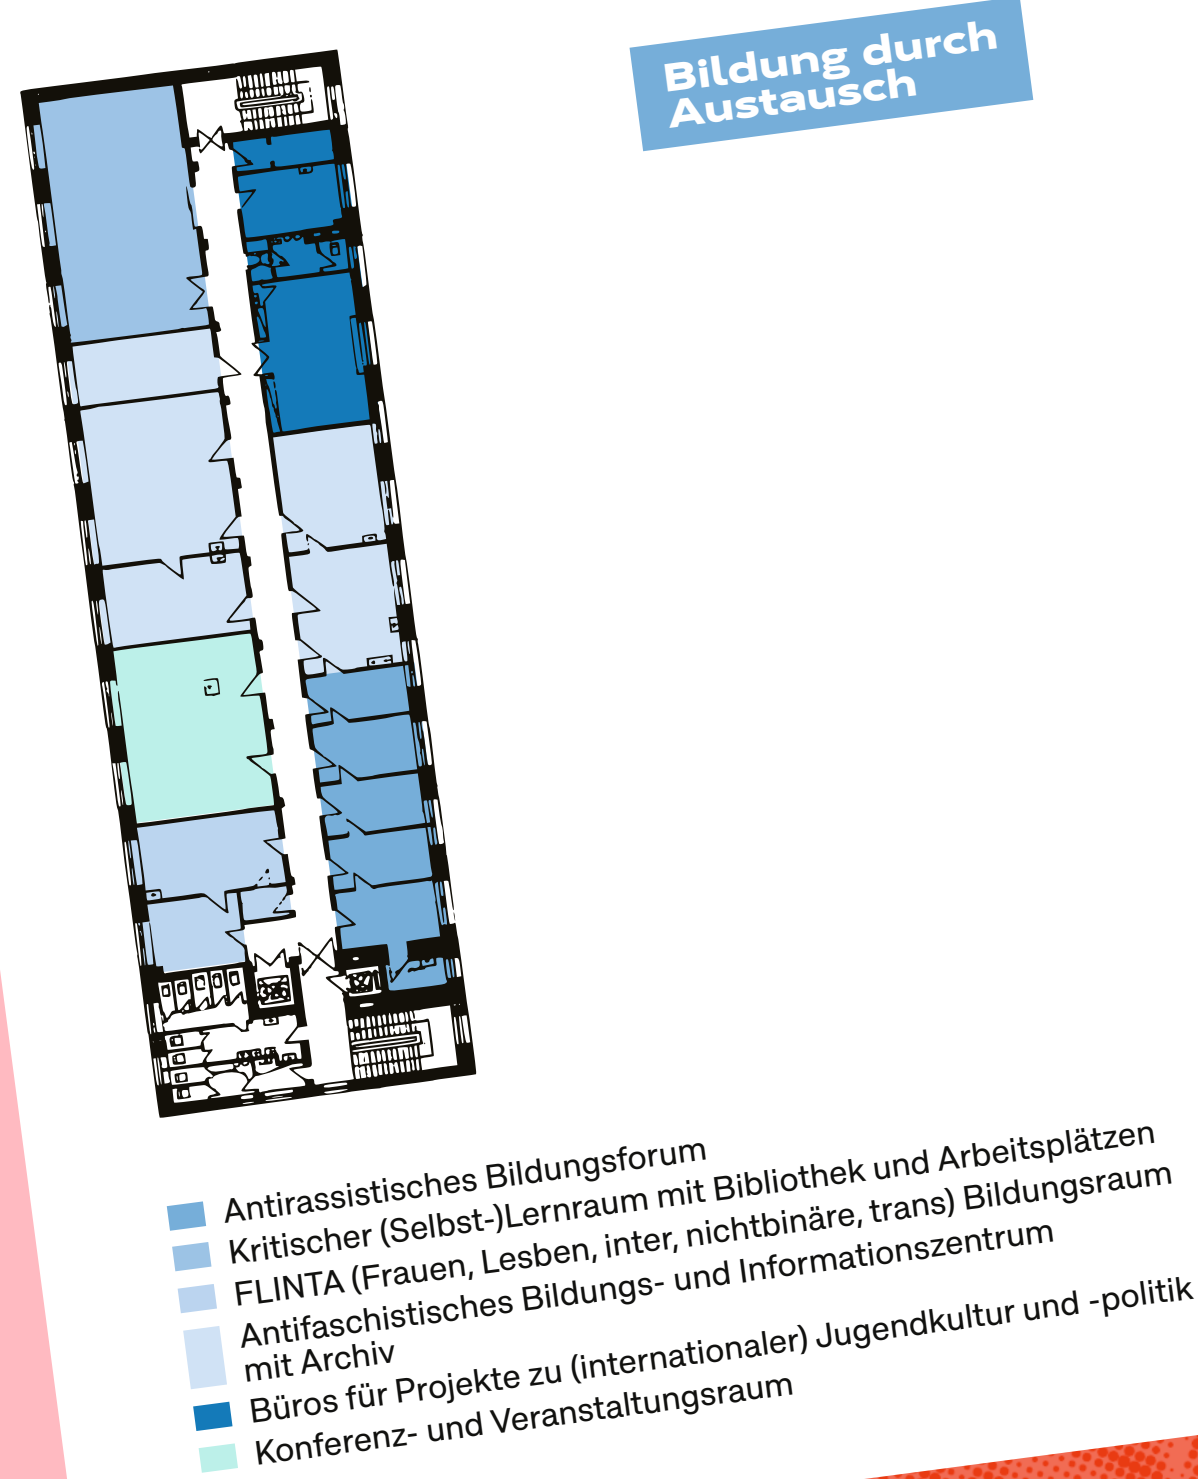 Bildung durch
Austausch
Antirassistisches Bildungsforum
Kritischer (Selbst-)Lernraum mit Bibliothek und Arbeitsplätzen
FLINTA (Frauen, Lesben, inter, nichtbinäre, trans) Bildungsraum
Antifaschistisches Bildungs- und Informationszentrum
mit Archiv
Büros für Projekte zu (internationaler) Jugendkultur und -politik
Konferenz- und Veranstaltungsraum